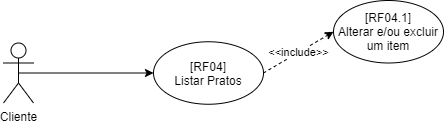 [RF04.1]
Alterar e/ou excluir
um item
<<include>>
[RF04]
Listar Pratos
Cliente